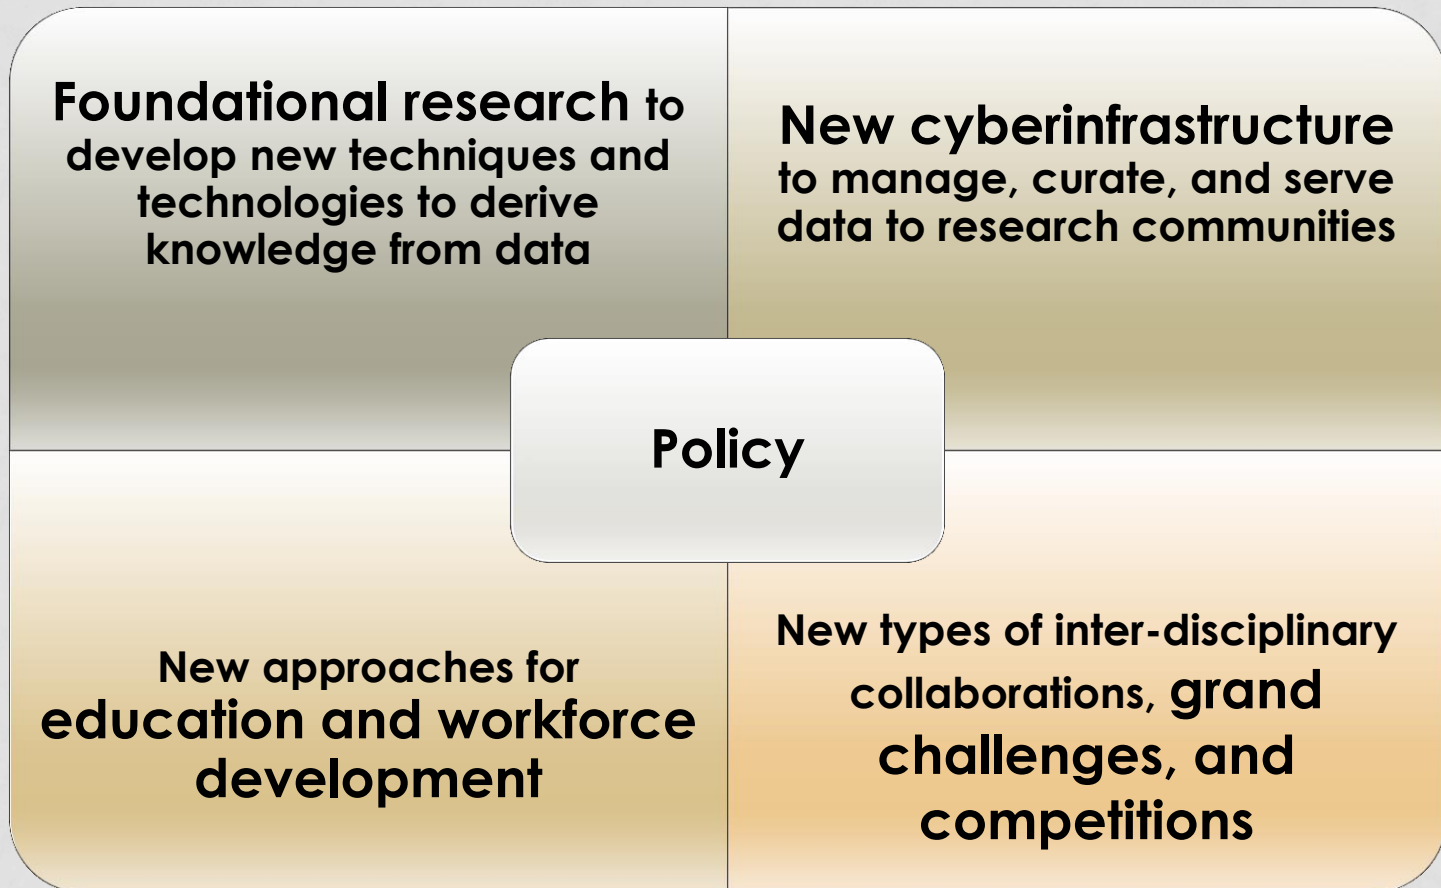 Foundational research to
develop new techniques and
technologies to derive
knowledge from data
New cyberinfrastructure
to manage, curate, and serve
data to research communities
Policy
New approaches for
education and workforce
development
New types of inter-disciplinary
collaborations, grand
challenges, and
competitions